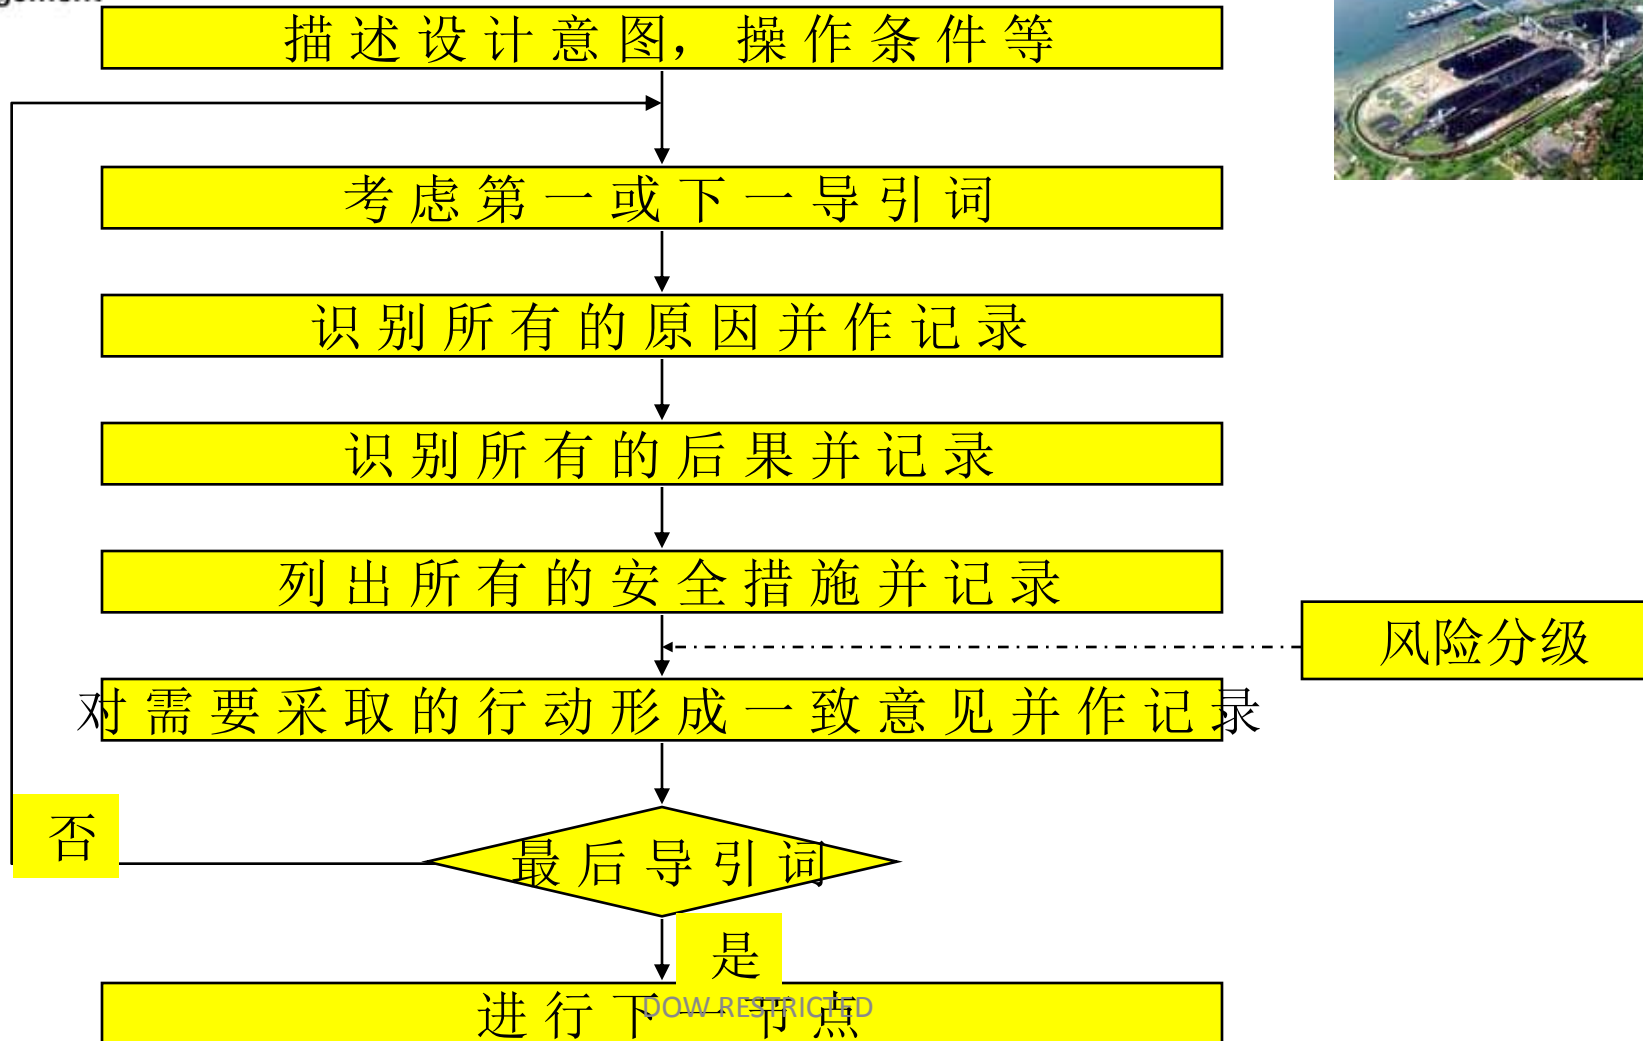 描述设计意图，操作条件等
考虑第一或下一导引词
识别所有的原因并作记录
识别所有的后果并记录
列出所有的安全措施并记录
风险分级
对需要采取的行动形成一致意见并作记录
否
最后导引词
是
进行下一节点
DOW RESTRICTED